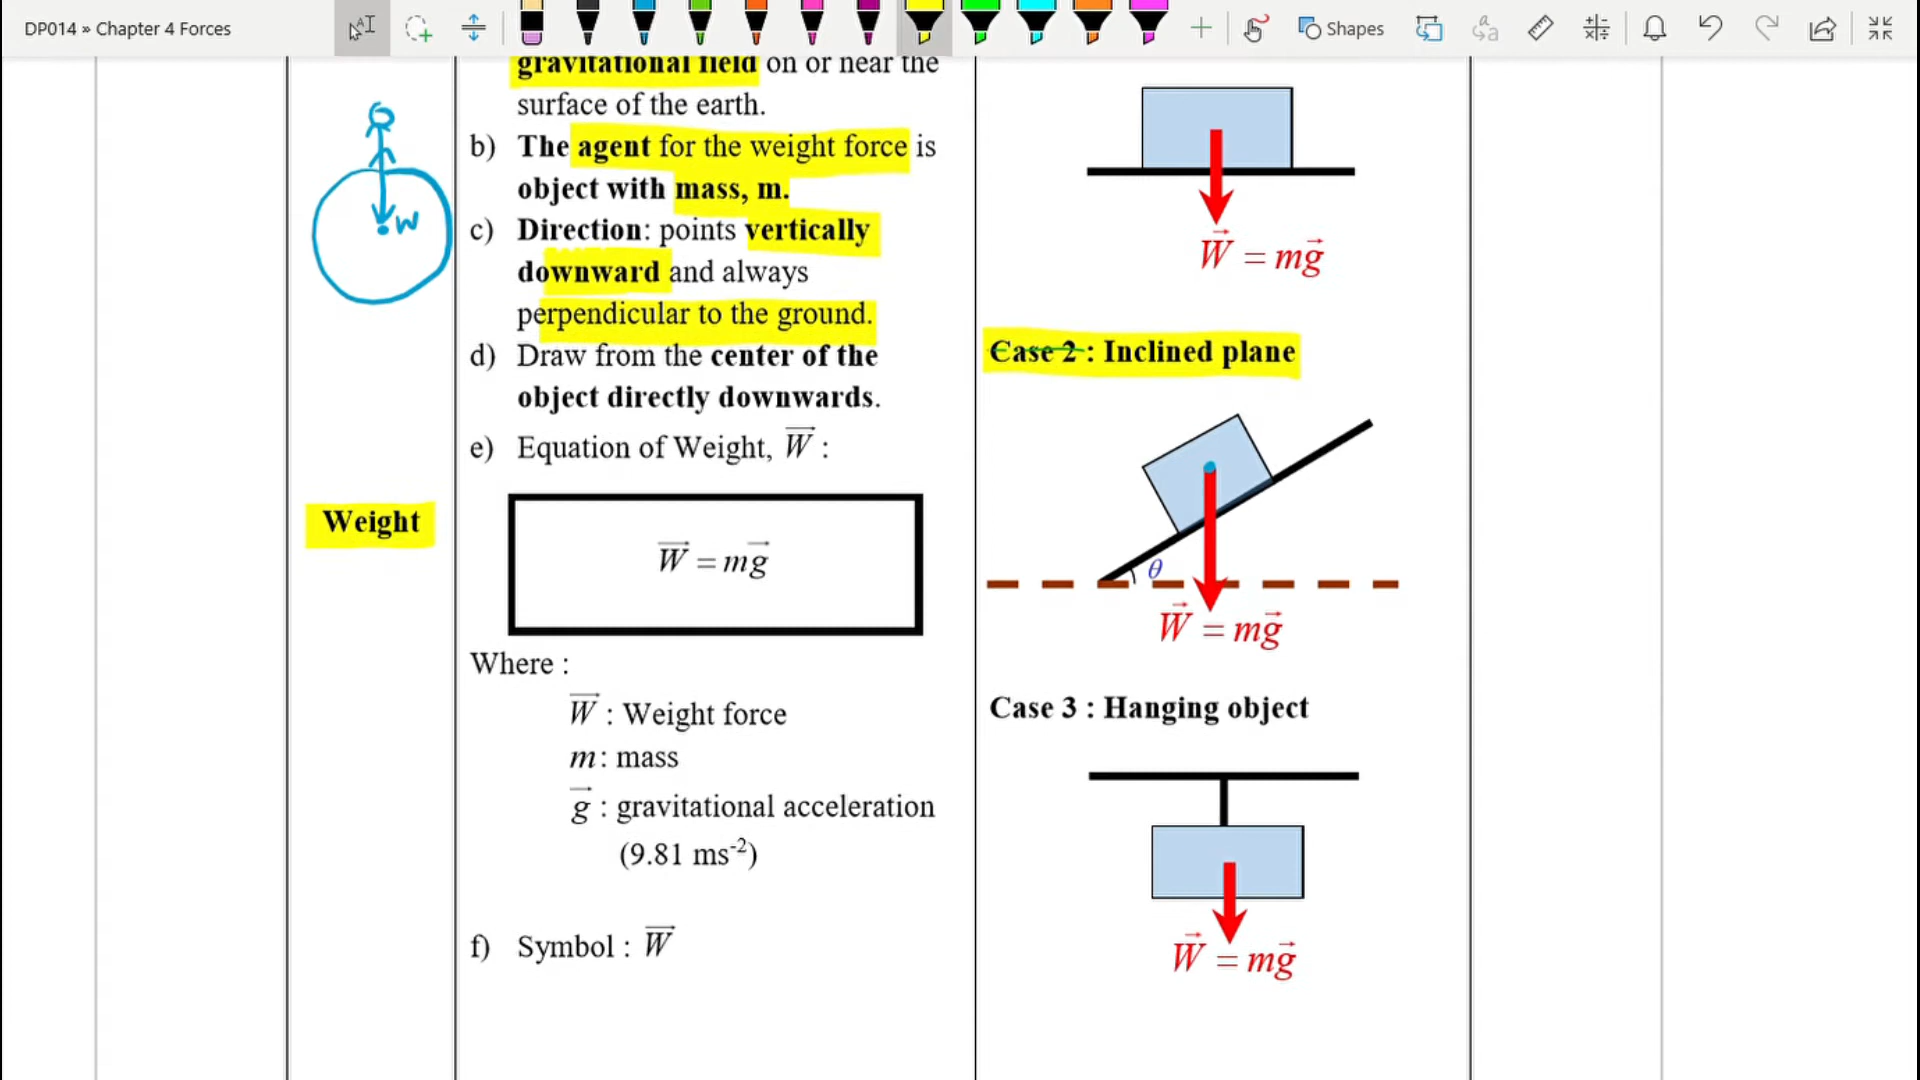 DP014 » Chapter 4 Forces
Shapes
gravitational field on or near the
surface of the earth.
b) The agent for the weight force is
object with mass, m.
c) Direction: points vertically
downward and always
perpendicular to the ground.
d) Draw from the center of the
object directly downwards.
e) Equation of Weight, W⃗ :
W⃗ = mg⃗
Where :
W⃗ : Weight force
m : mass
g⃗ : gravitational acceleration
(9.81 ms⁻²)
f) Symbol : W⃗
W
Weight
W⃗ = mg⃗
Case 2 : Inclined plane
θ
W⃗ = mg⃗
Case 3 : Hanging object
W⃗ = mg⃗